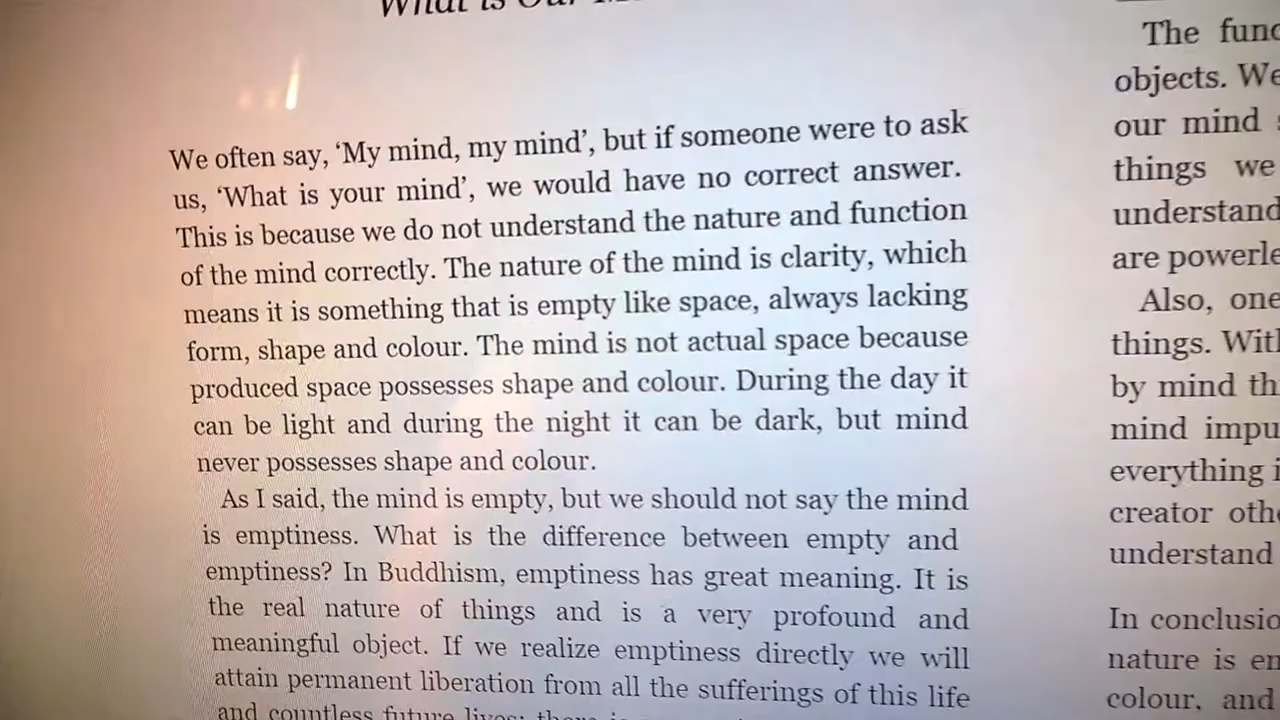 What is Our
We often say, ‘My mind, my mind’, but if someone were to ask
us, ‘What is your mind’, we would have no correct answer.
This is because we do not understand the nature and function
of the mind correctly. The nature of the mind is clarity, which
means it is something that is empty like space, always lacking
form, shape and colour. The mind is not actual space because
produced space possesses shape and colour. During the day it
can be light and during the night it can be dark, but mind
never possesses shape and colour.
As I said, the mind is empty, but we should not say the mind
is emptiness. What is the difference between empty and
emptiness? In Buddhism, emptiness has great meaning. It is
the real nature of things and is a very profound and
meaningful object. If we realize emptiness directly we will
attain permanent liberation from all the sufferings of this life
and countless future lives;
The
objects. We
our mind
things we
understand
are
Also, one
things.
by mind
mind
everything
creator
understand
In
nature is
colour, and